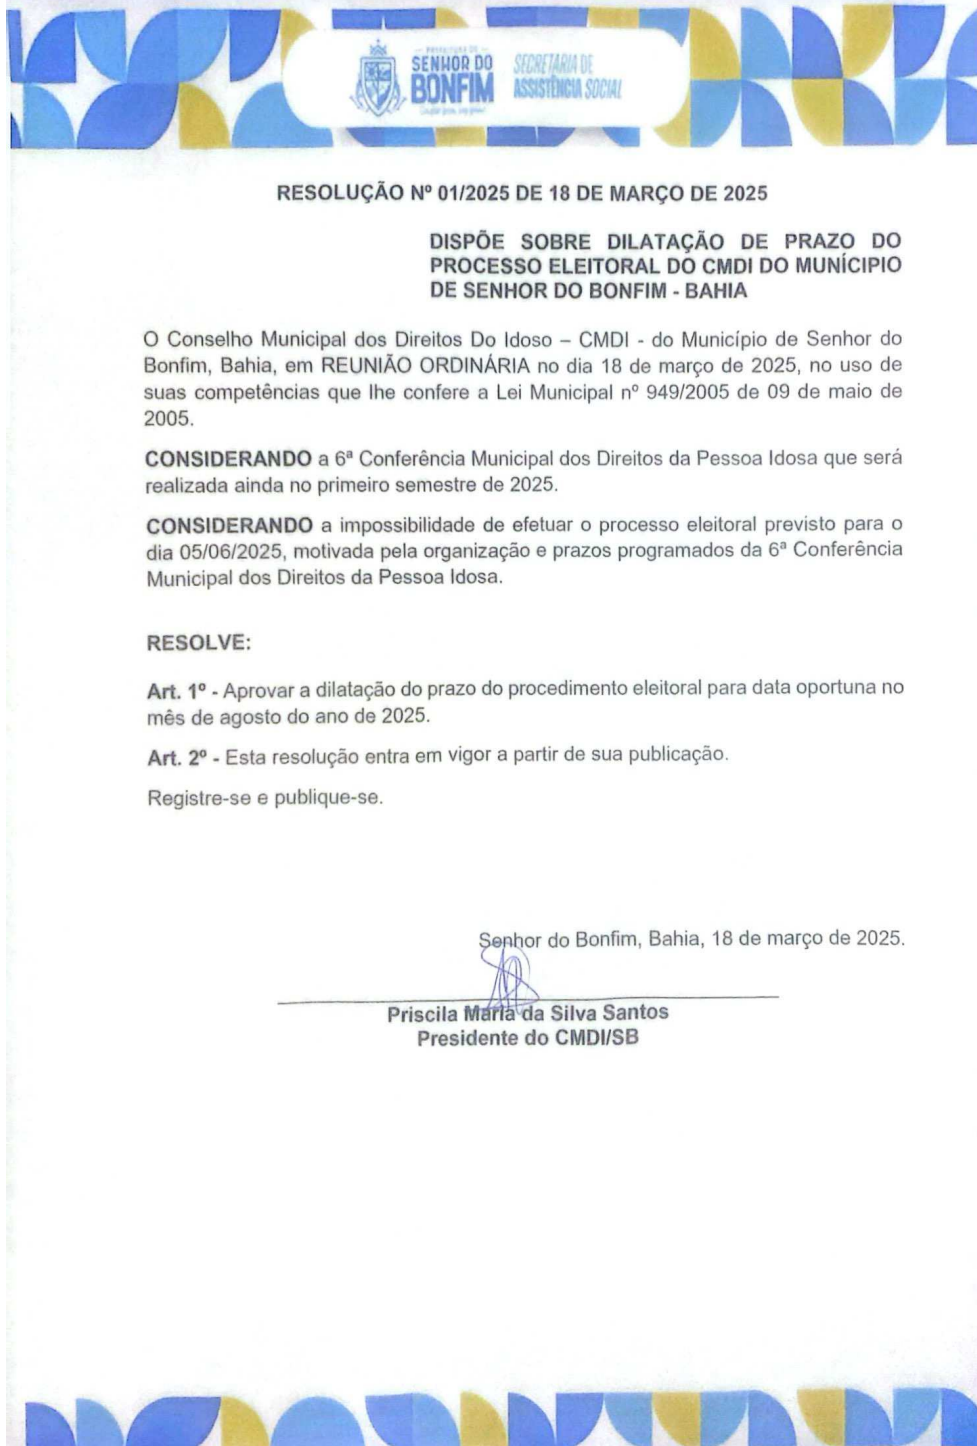 PREFEITURA DE
SENHOR DO
BONFIM
SECRETARIA DE
ASSISTÊNCIA SOCIAL
RESOLUÇÃO Nº 01/2025 DE 18 DE MARÇO DE 2025
DISPÕE SOBRE DILATAÇÃO DE PRAZO DO
PROCESSO ELEITORAL DO CMDI DO MUNÍCIPIO
DE SENHOR DO BONFIM - BAHIA
O Conselho Municipal dos Direitos Do Idoso – CMDI - do Município de Senhor do
Bonfim, Bahia, em REUNIÃO ORDINÁRIA no dia 18 de março de 2025, no uso de
suas competências que lhe confere a Lei Municipal nº 949/2005 de 09 de maio de
2005.
CONSIDERANDO a 6ª Conferência Municipal dos Direitos da Pessoa Idosa que será
realizada ainda no primeiro semestre de 2025.
CONSIDERANDO a impossibilidade de efetuar o processo eleitoral previsto para o
dia 05/06/2025, motivada pela organização e prazos programados da 6ª Conferência
Municipal dos Direitos da Pessoa Idosa.
RESOLVE:
Art. 1º - Aprovar a dilatação do prazo do procedimento eleitoral para data oportuna no
mês de agosto do ano de 2025.
Art. 2º - Esta resolução entra em vigor a partir de sua publicação.
Registre-se e publique-se.
Senhor do Bonfim, Bahia, 18 de março de 2025.
Priscila Maria da Silva Santos
Presidente do CMDI/SB